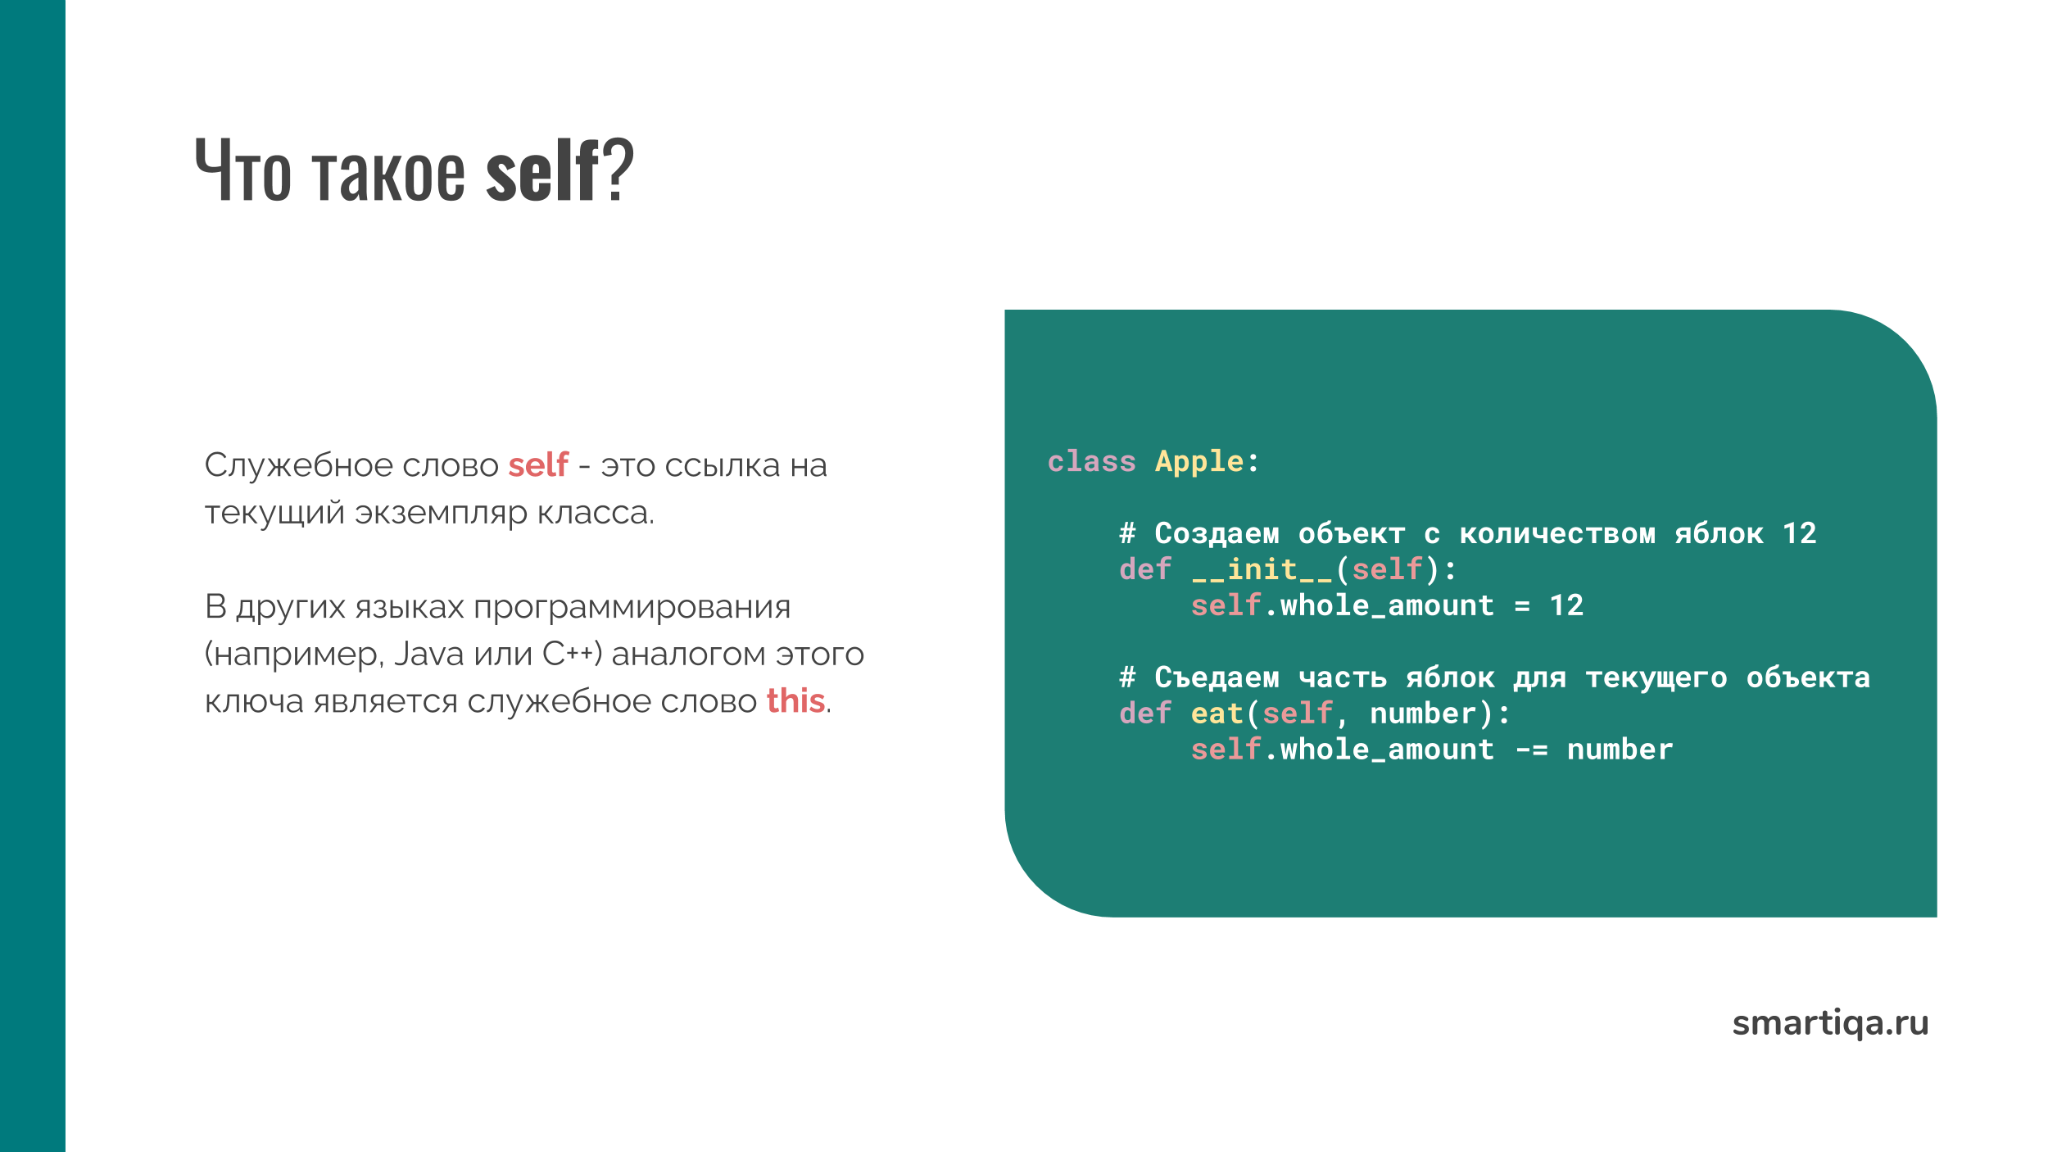 Что такое self?
Служебное слово self - это ссылка на
текущий экземпляр класса.
В других языках программирования
(например, Java или C++) аналогом этого
ключа является служебное слово this.
class Apple:
    # Создаем объект с количеством яблок 12
    def __init__(self):
        self.whole_amount = 12
    # Съедаем часть яблок для текущего объекта
    def eat(self, number):
        self.whole_amount -= number
smartiqa.ru